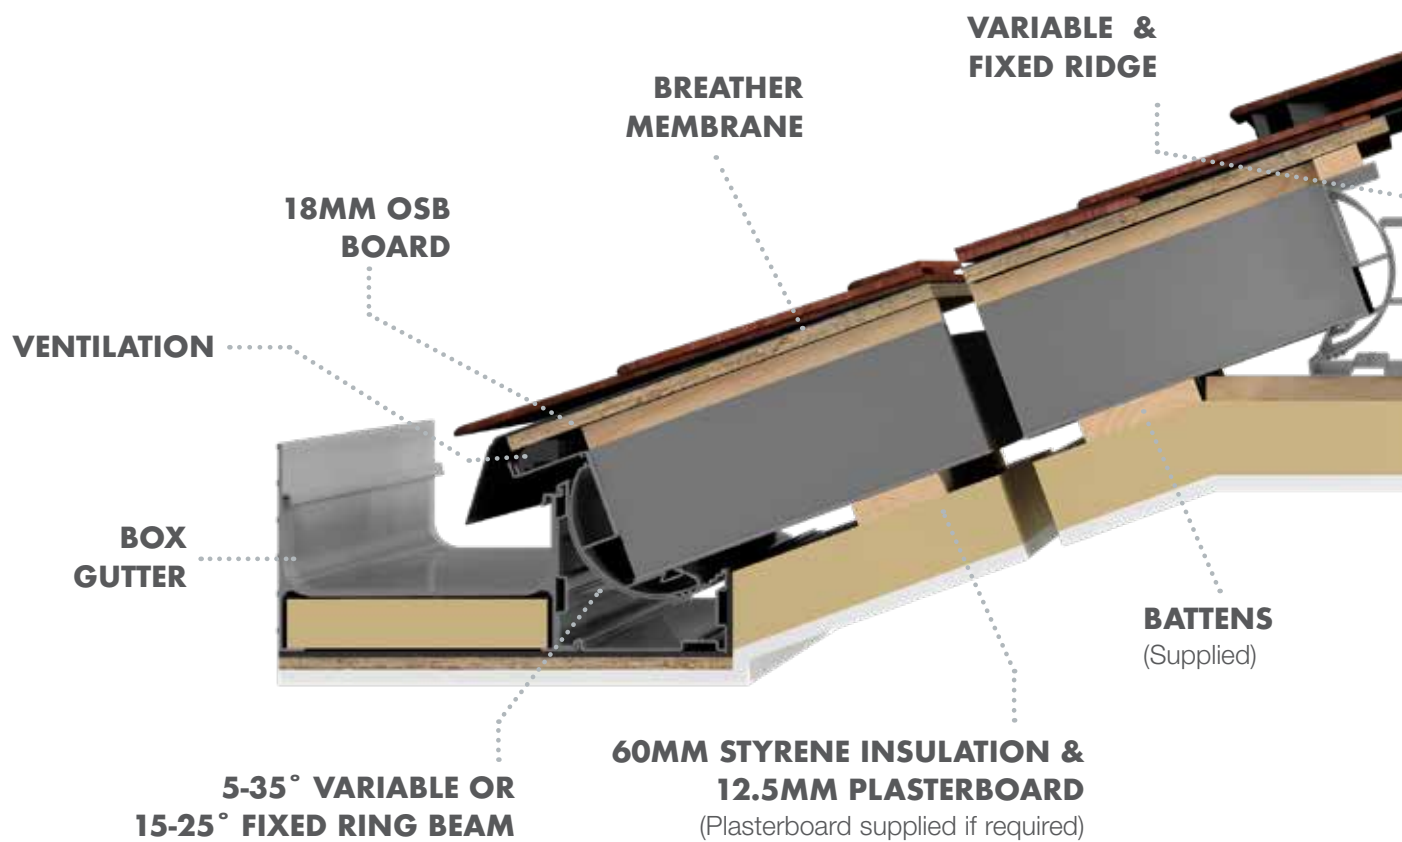 VARIABLE &
FIXED RIDGE
BREATHER
MEMBRANE
18MM OSB
BOARD
VENTILATION
BOX
GUTTER
BATTENS
(Supplied)
60MM STYRENE INSULATION &
12.5MM PLASTERBOARD
(Plasterboard supplied if required)
5-35° VARIABLE OR
15-25° FIXED RING BEAM